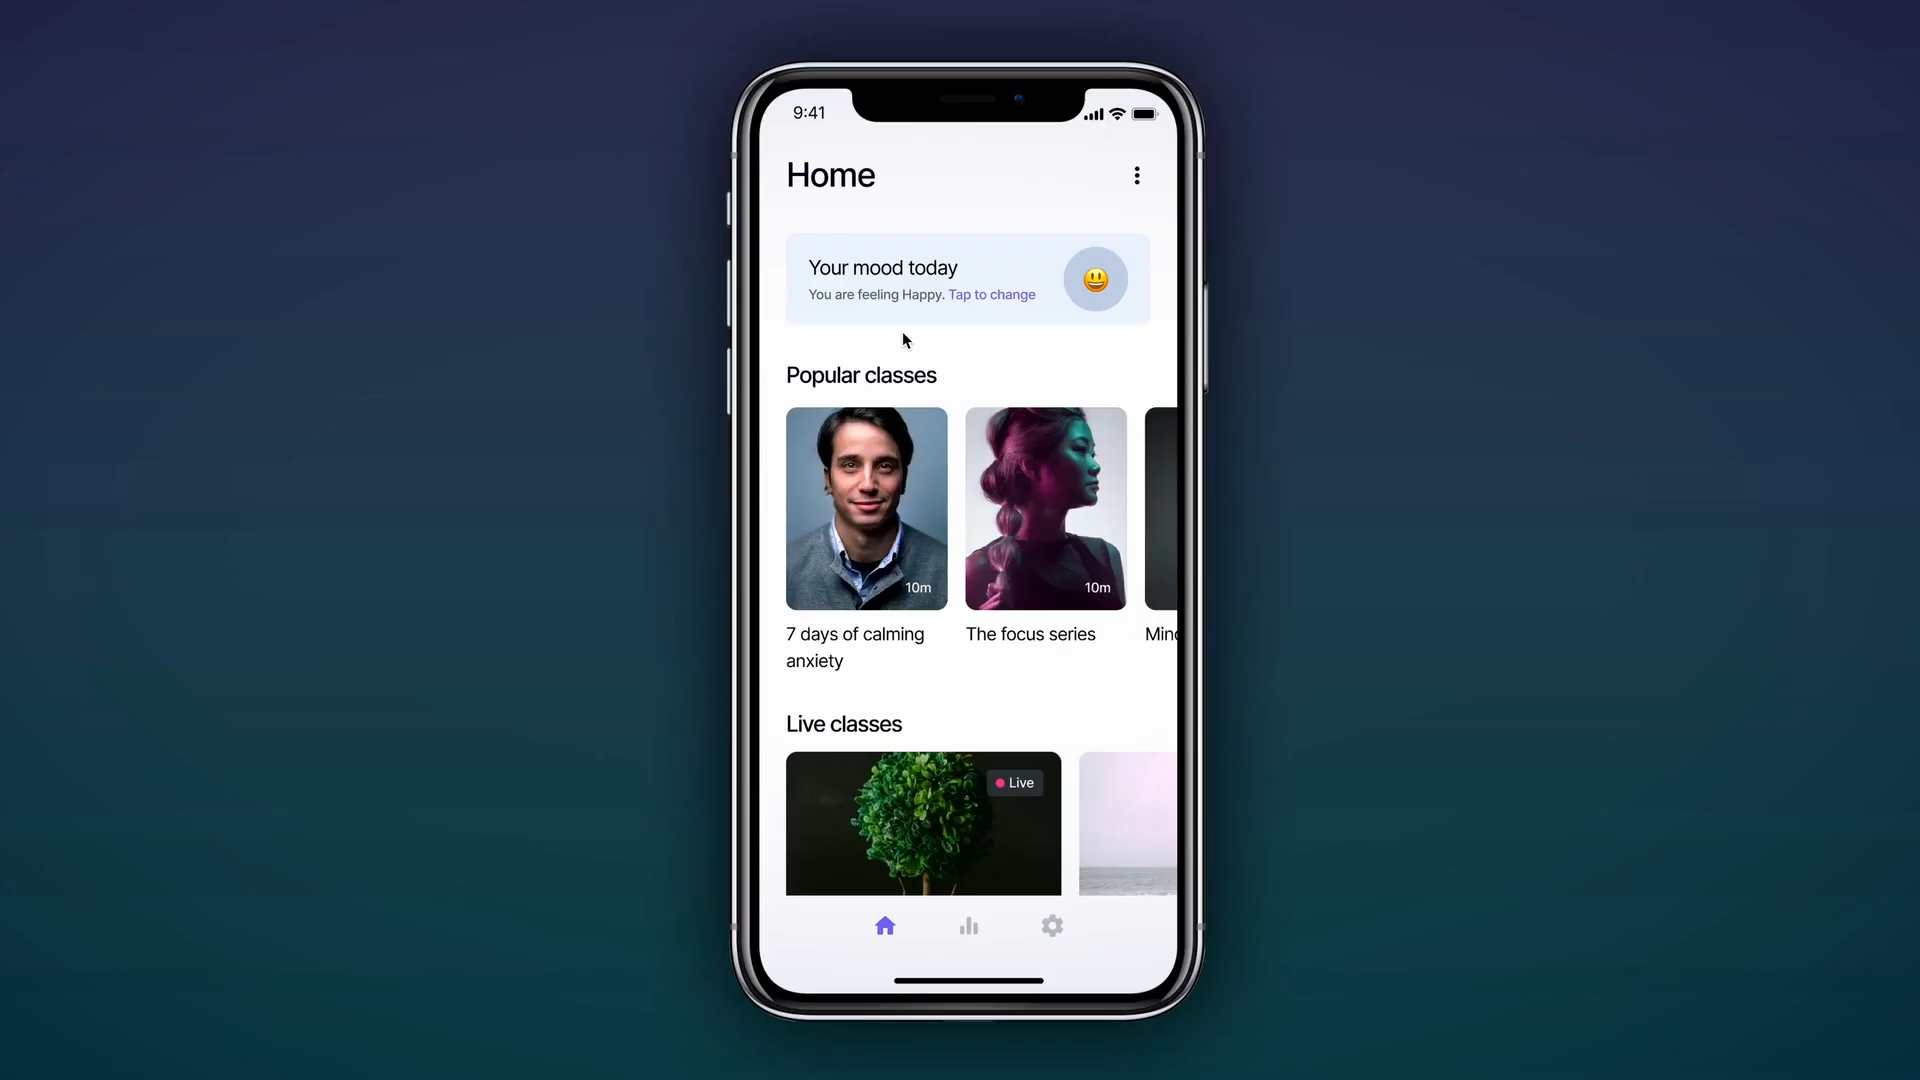 9:41
Home
Your mood today
You are feeling Happy. Tap to change
Popular classes
10m
10m
7 days of calming
anxiety
The focus series
Live classes
Live